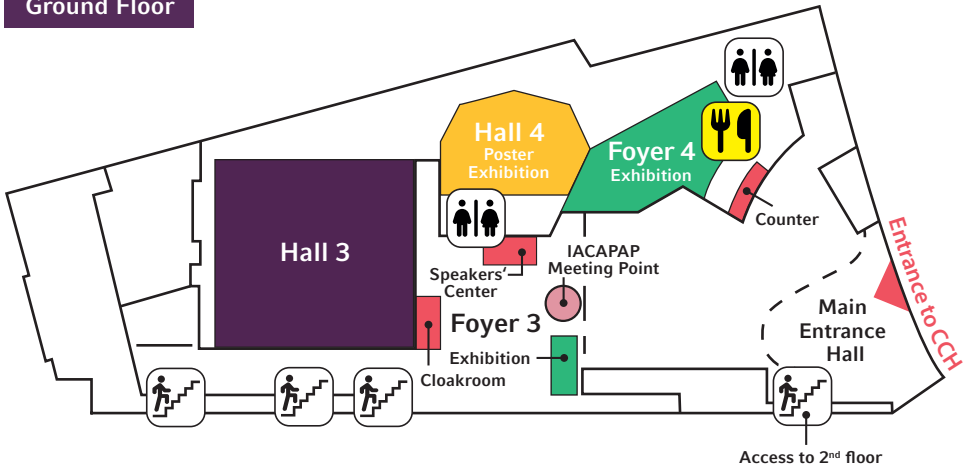 Ground Floor
Hall 4
Poster
Exhibition
Foyer 4
Exhibition
Counter
Hall 3
Speakers‘
Center
IACAPAP
Meeting Point
Entrance to CCH
Main
Entrance
Hall
Foyer 3
Exhibition
Cloakroom
Access to 2nd floor